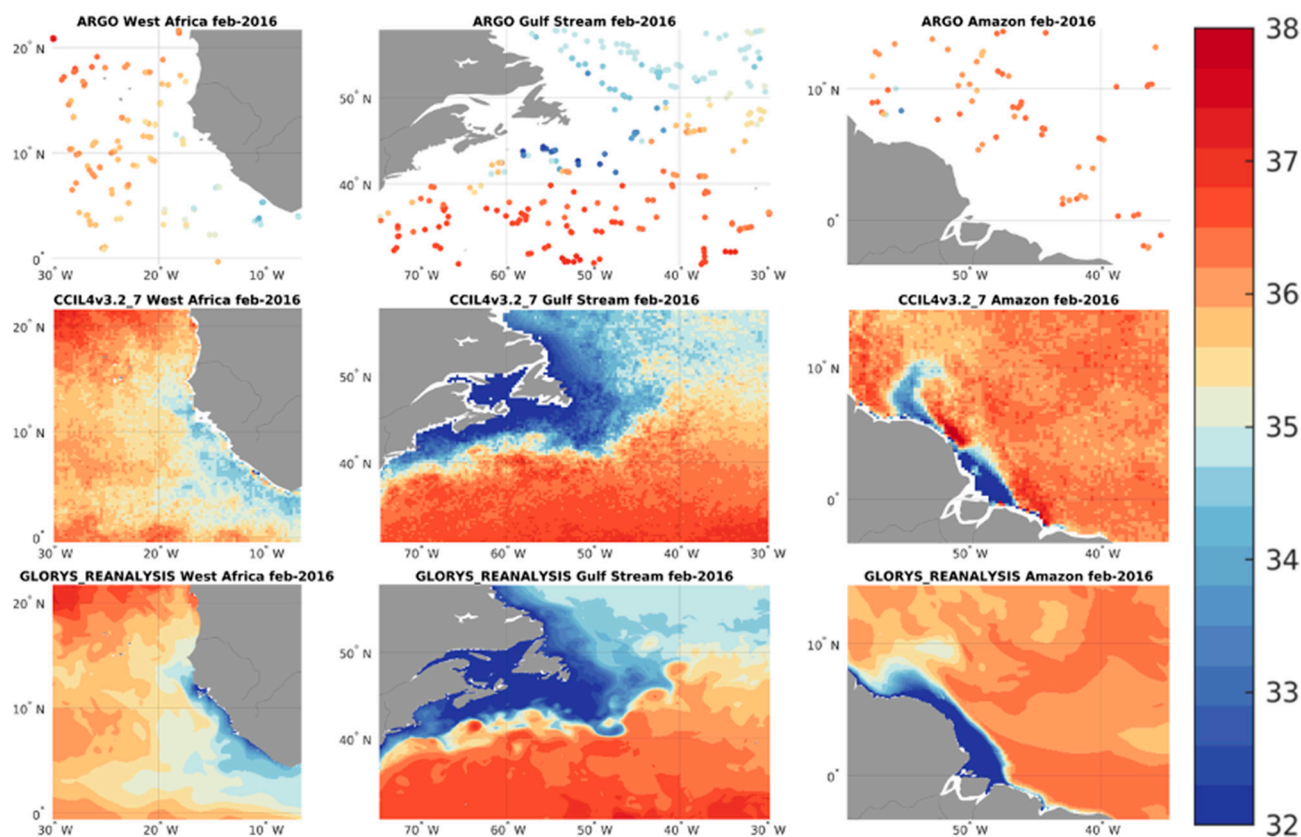 ARGO West Africa feb-2016 ARGO Gulf Stream feb-2016 ARGO Amazon feb-2016
20° N
10° N
0°
30° W 20° W 10° W
50° N
40° N
70° W 60° W 50° W 40° W 30° W
10° N
0°
50° W 40° W
CCIL4v3.2_7 West Africa feb-2016 CCIL4v3.2_7 Gulf Stream feb-2016 CCIL4v3.2_7 Amazon feb-2016
20° N
10° N
0°
30° W 20° W 10° W
50° N
40° N
70° W 60° W 50° W 40° W 30° W
10° N
0°
50° W 40° W
GLORYS_REANALYSIS West Africa feb-2016 GLORYS_REANALYSIS Gulf Stream feb-2016 GLORYS_REANALYSIS Amazon feb-2016
20° N
10° N
0°
30° W 20° W 10° W
50° N
40° N
70° W 60° W 50° W 40° W 30° W
10° N
0°
50° W 40° W
38
37
36
35
34
33
32